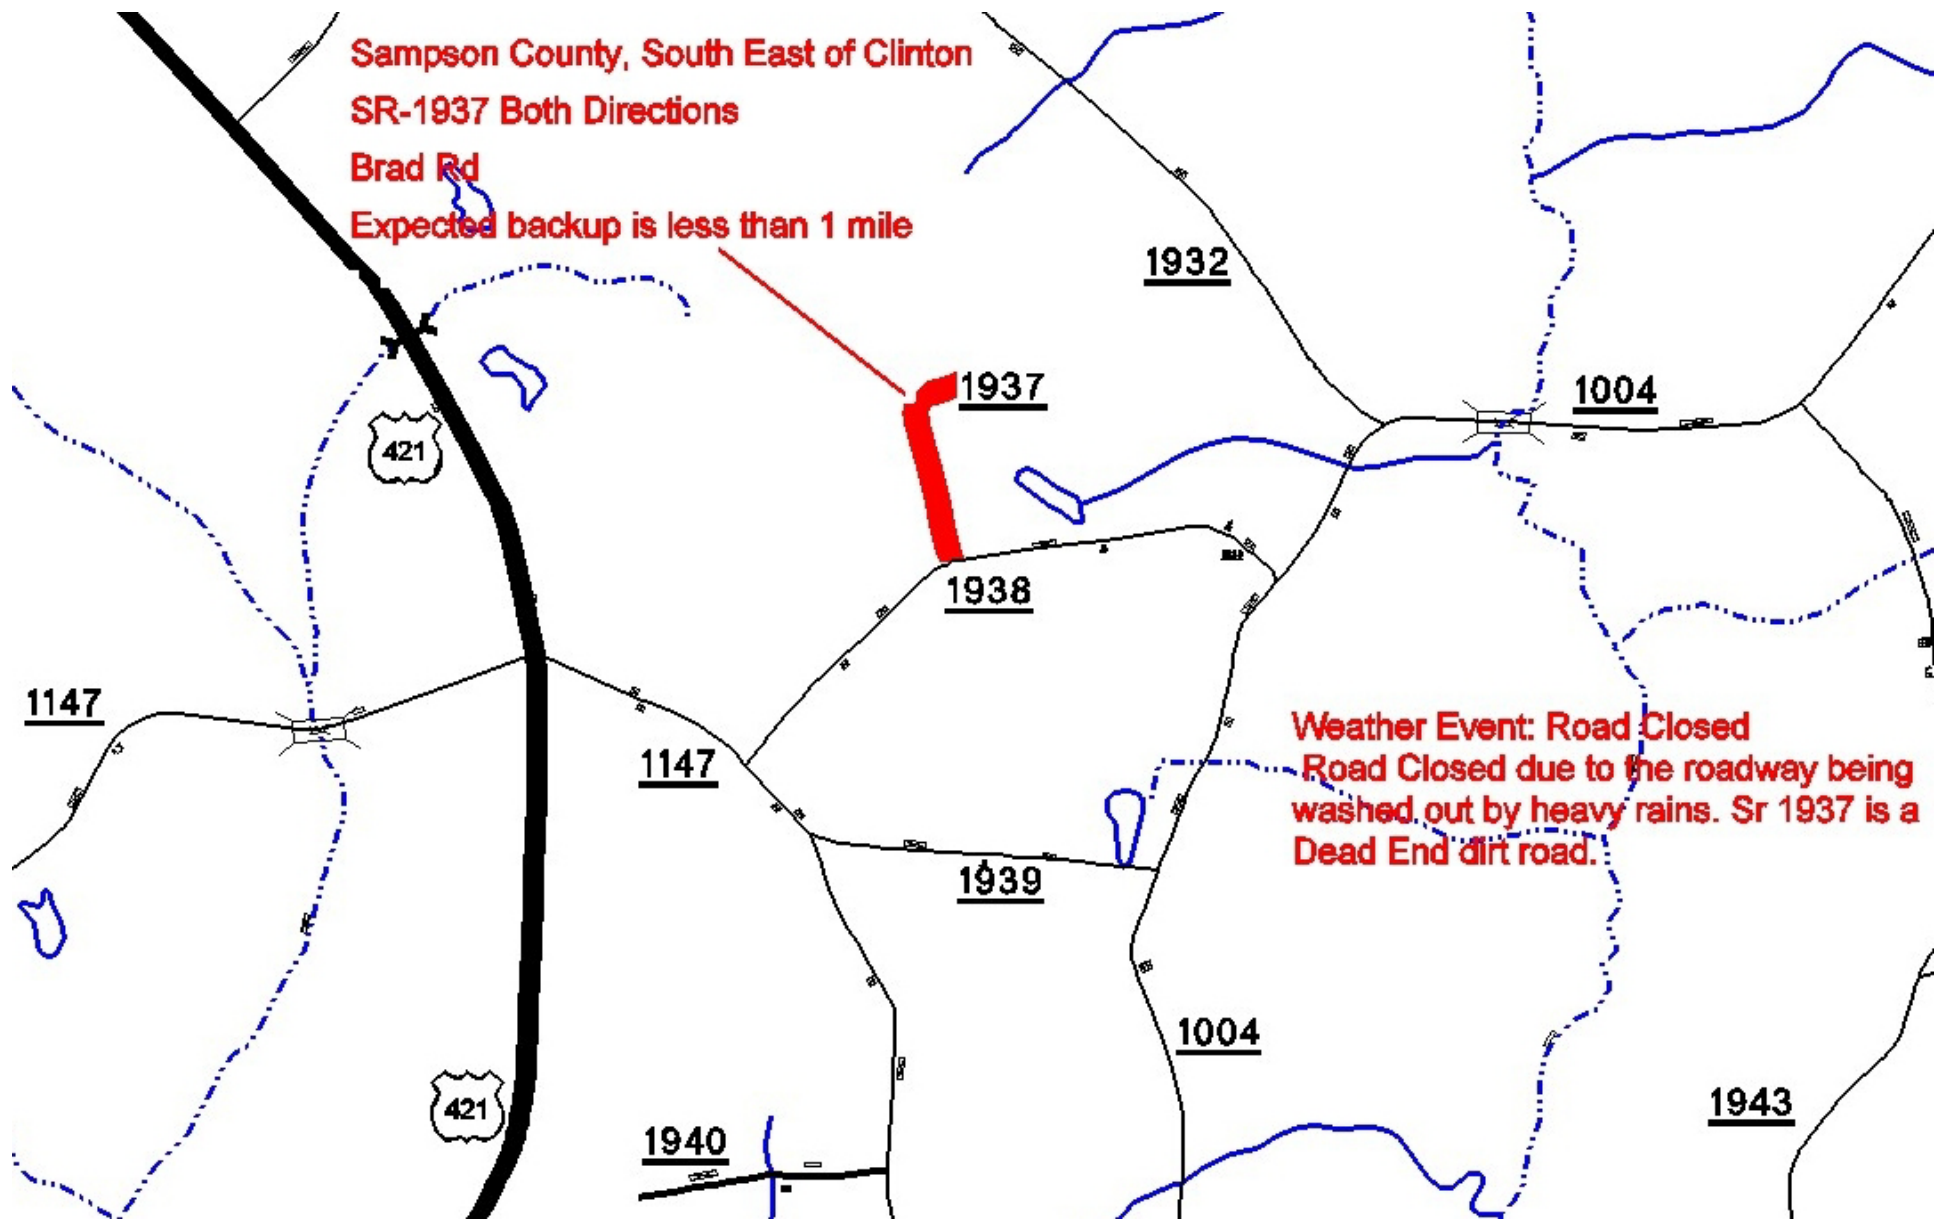 Sampson County, South East of Clinton
SR-1937 Both Directions
Brad Rd
Expected backup is less than 1 mile
1932
1937
1004
421
1938
1147
1147
Weather Event: Road Closed
Road Closed due to the roadway being
washed out by heavy rains. Sr 1937 is a
Dead End dirt road.
1939
1004
421
1943
1940